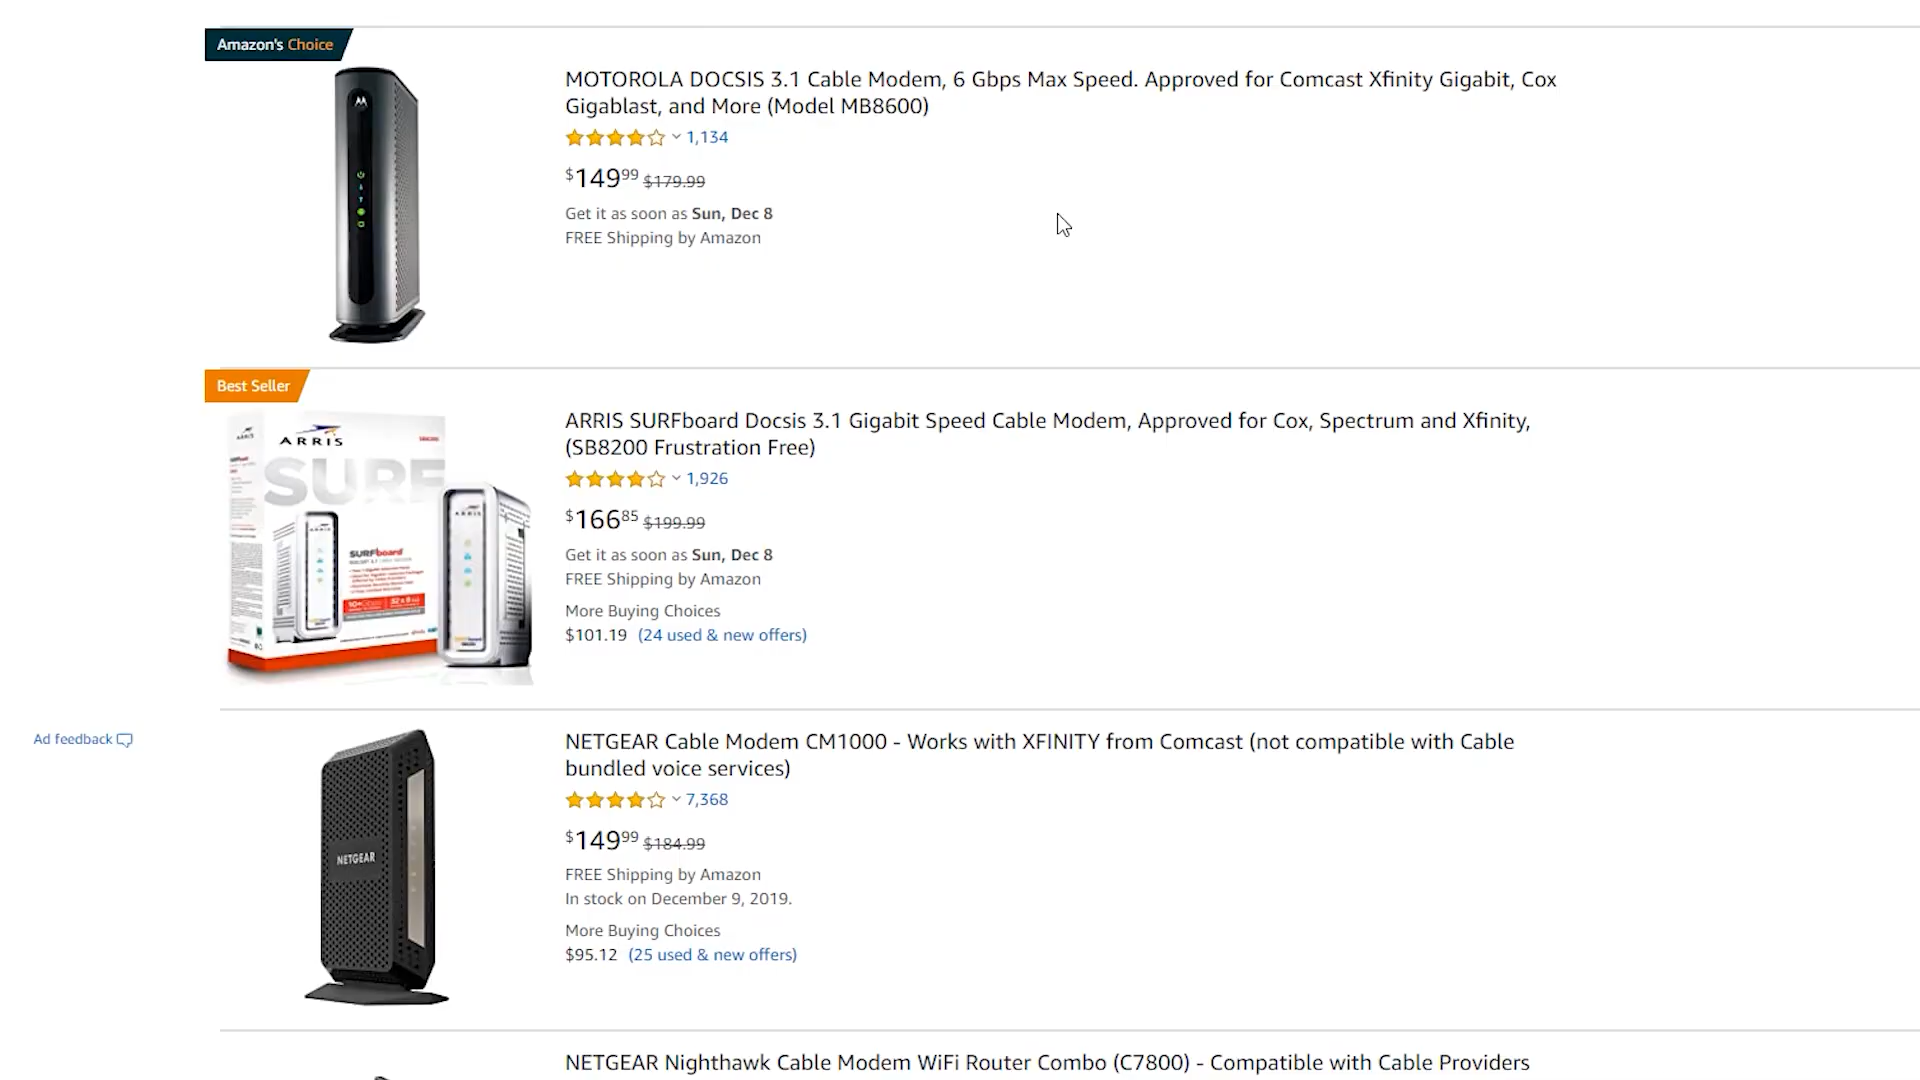 Amazon's Choice
MOTOROLA DOCSIS 3.1 Cable Modem, 6 Gbps Max Speed. Approved for Comcast Xfinity Gigabit, Cox
Gigablast, and More (Model MB8600)
1,134
$14999 $179.99
Get it as soon as Sun, Dec 8
FREE Shipping by Amazon
Best Seller
ARRIS
SURF
SURFboard
ARRIS SURFboard Docsis 3.1 Gigabit Speed Cable Modem, Approved for Cox, Spectrum and Xfinity,
(SB8200 Frustration Free)
1,926
$16685 $199.99
Get it as soon as Sun, Dec 8
FREE Shipping by Amazon
More Buying Choices
$101.19 (24 used & new offers)
Ad feedback
NETGEAR
NETGEAR Cable Modem CM1000 - Works with XFINITY from Comcast (not compatible with Cable
bundled voice services)
7,368
$14999 $184.99
FREE Shipping by Amazon
In stock on December 9, 2019.
More Buying Choices
$95.12 (25 used & new offers)
NETGEAR Nighthawk Cable Modem WiFi Router Combo (C7800) - Compatible with Cable Providers